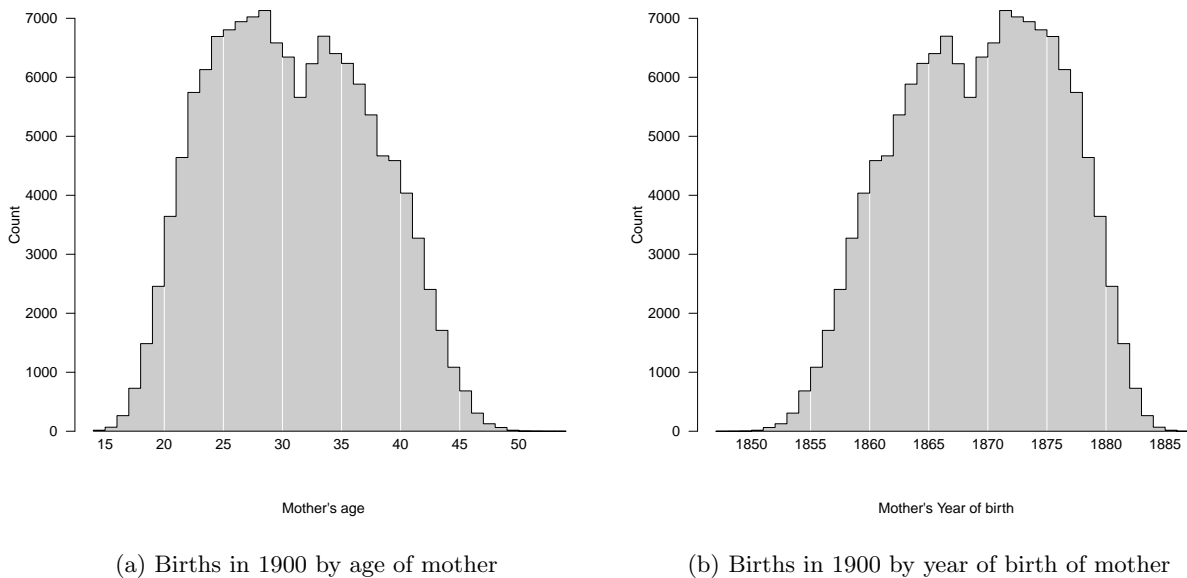 7000
6000
5000
4000
3000
2000
1000
0
Count
15 20 25 30 35 40 45 50
Mother's age
(a) Births in 1900 by age of mother
7000
6000
5000
4000
3000
2000
1000
0
Count
1850 1855 1860 1865 1870 1875 1880 1885
Mother's Year of birth
(b) Births in 1900 by year of birth of mother